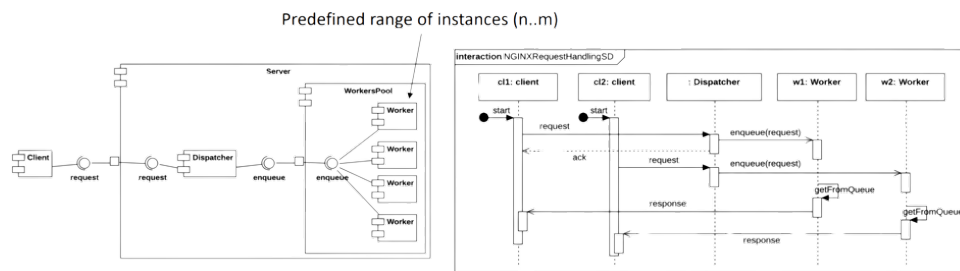 Predefined range of instances (n..m)
Server
WorkersPool
Worker
Worker
Worker
Worker
Client
Dispatcher
request
request
enqueue
enqueue
interaction NGINXRequestHandlingSD
cl1: client
cl2: client
: Dispatcher
w1: Worker
w2: Worker
start
start
request
enqueue(request)
ack
request
enqueue(request)
getFromQueue
response
getFromQueue
response